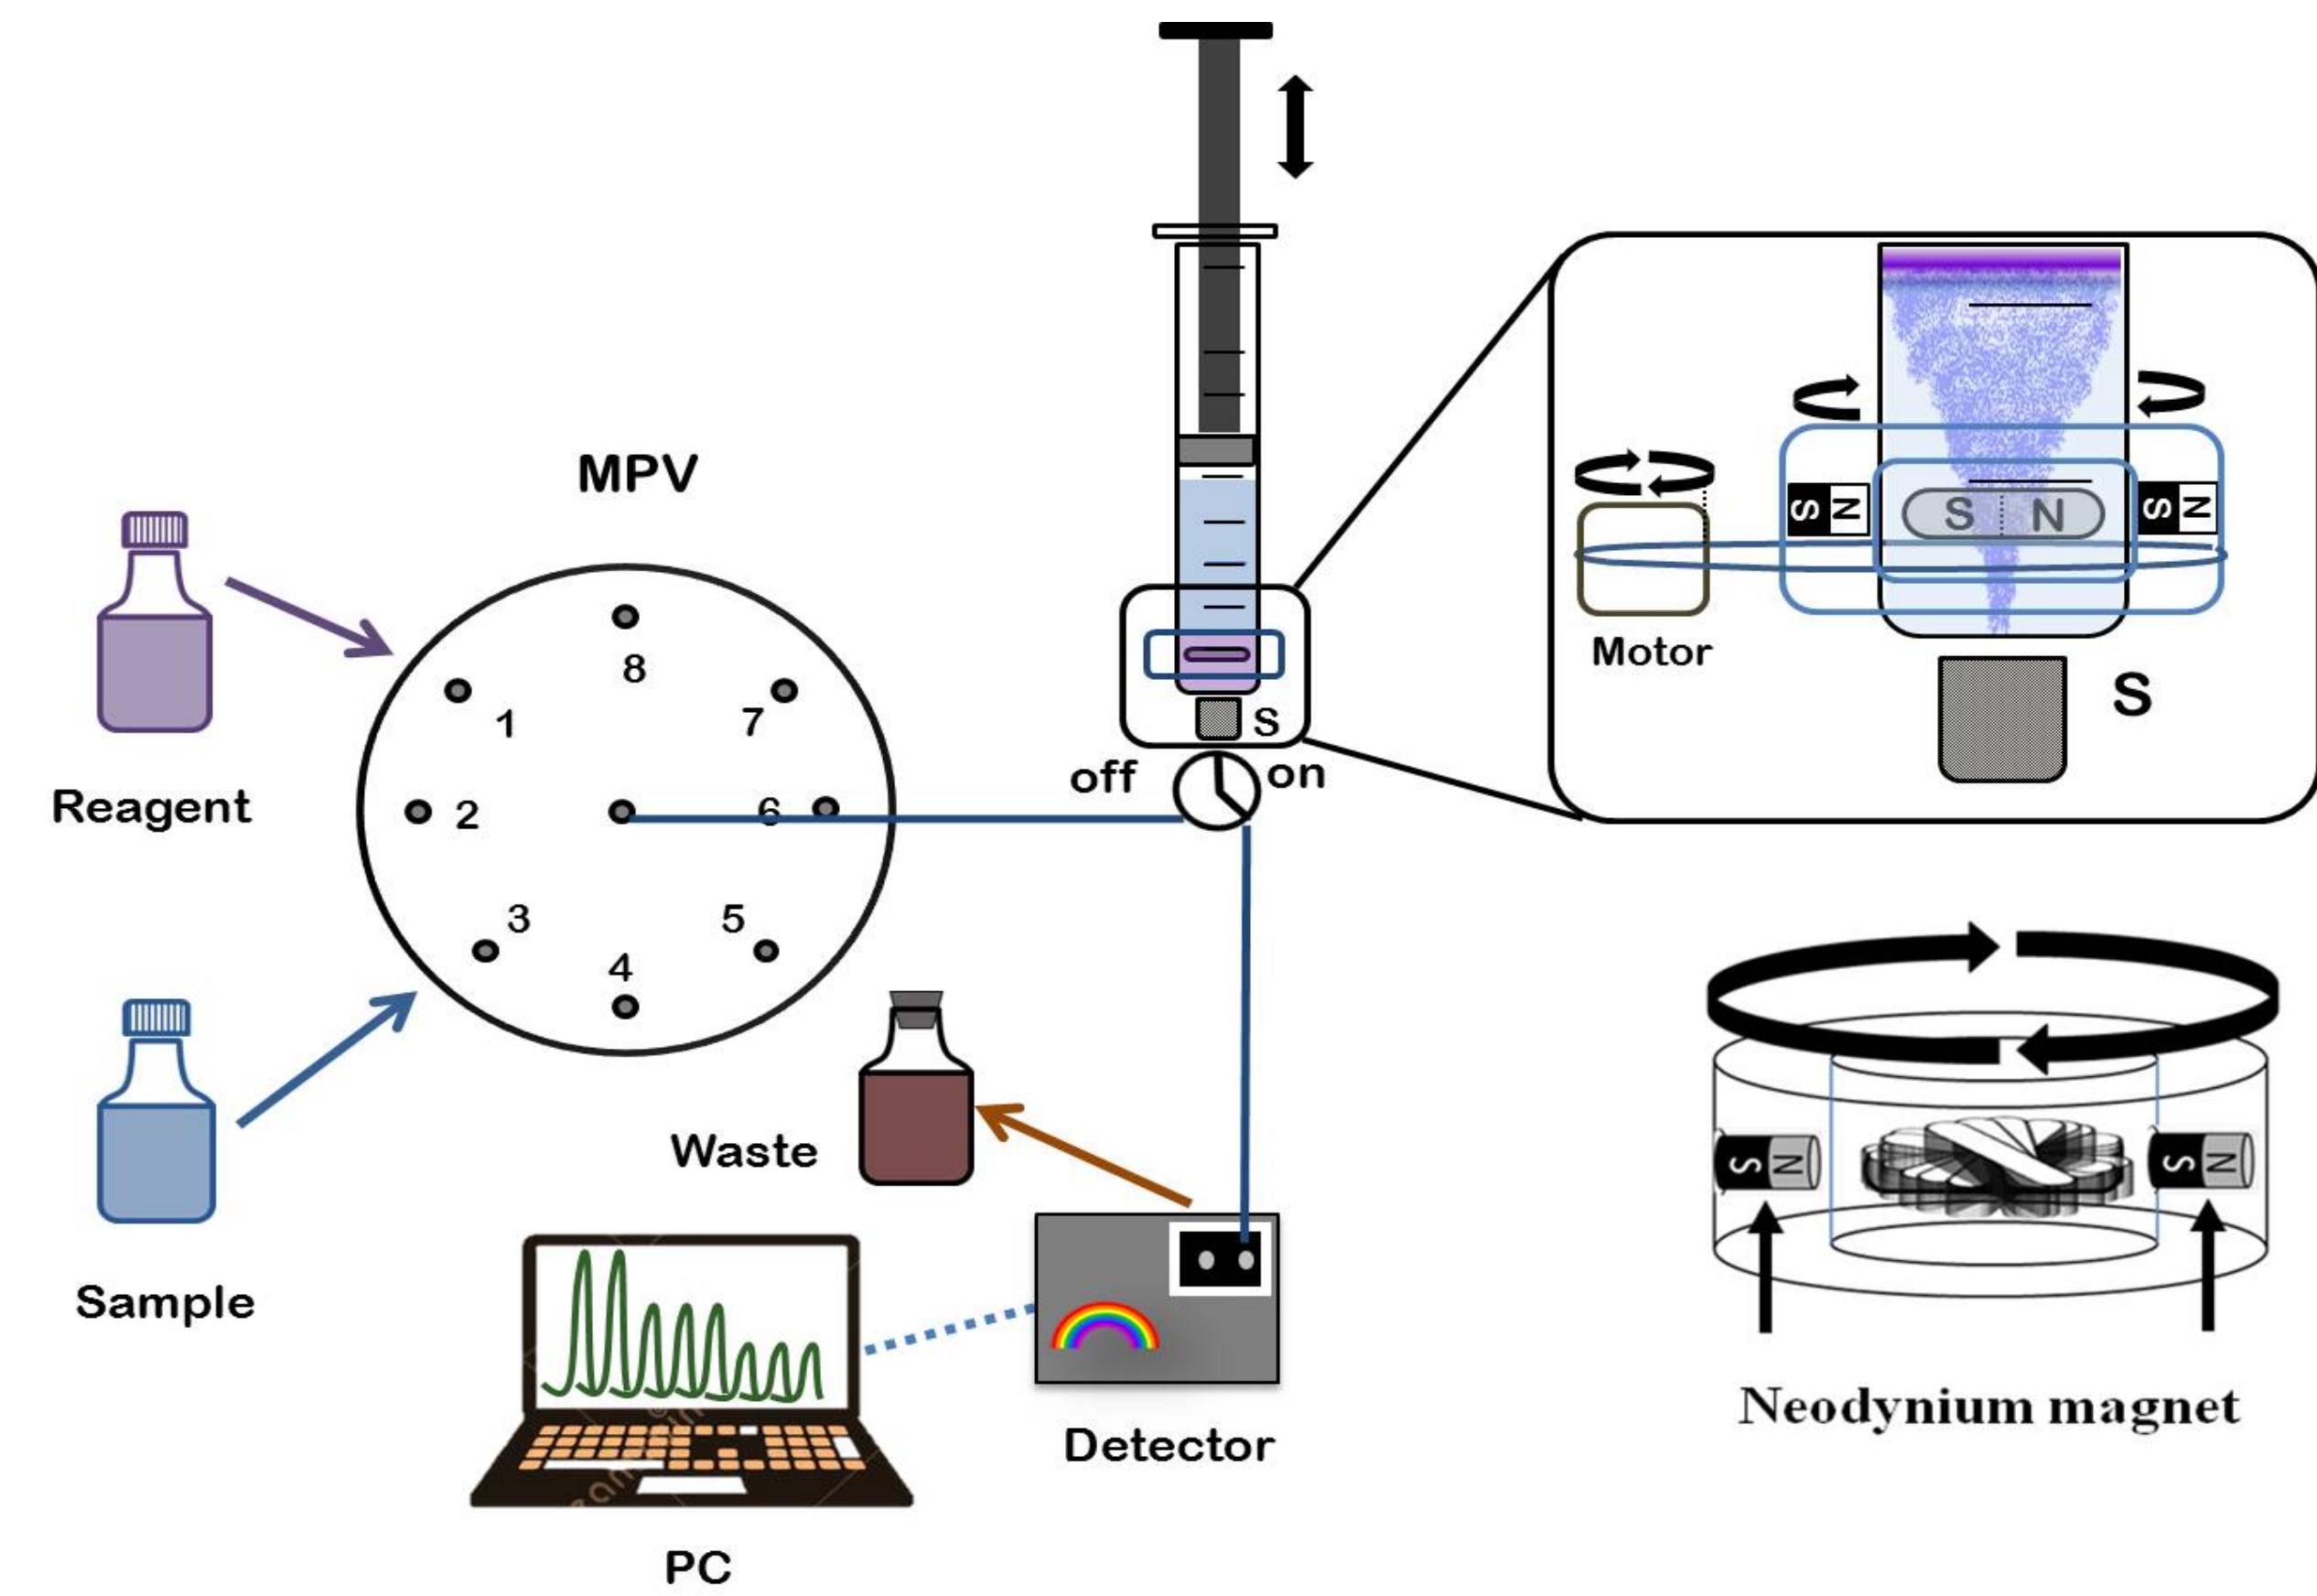 MPV
8
1
7
2
6
3
5
4
Reagent
Sample
Waste
PC
Detector
off
on
S
S N
S N
S N
Motor
S
S N
S N
Neodynium magnet